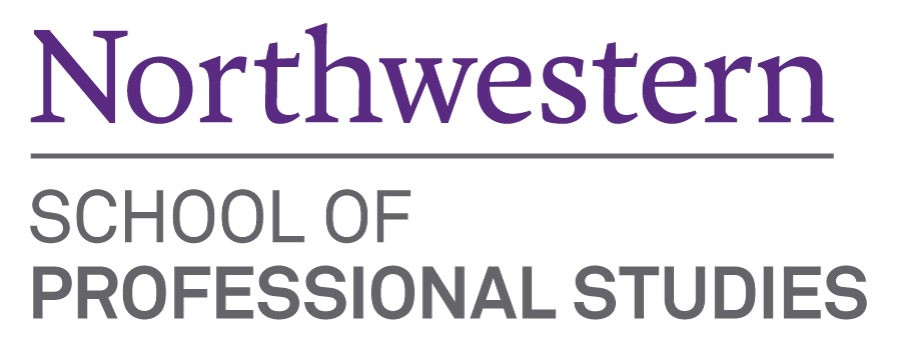 Northwestern
SCHOOL OF
PROFESSIONAL STUDIES